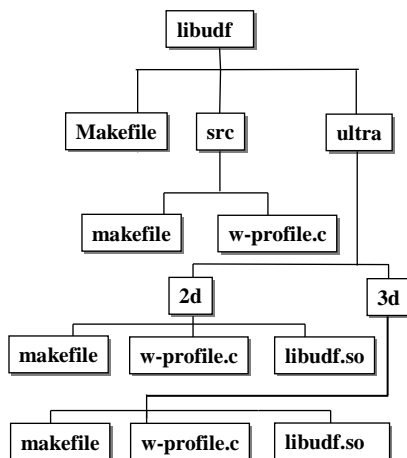 libudf
Makefile src ultra
makefile w-profile.c
2d 3d
makefile w-profile.c libudf.so
makefile w-profile.c libudf.so